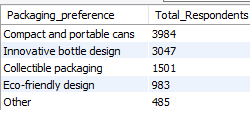 Packaging_preference Total_Respondents
Compact and portable cans 3984
Innovative bottle design 3047
Collectible packaging 1501
Eco-friendly design 983
Other 485